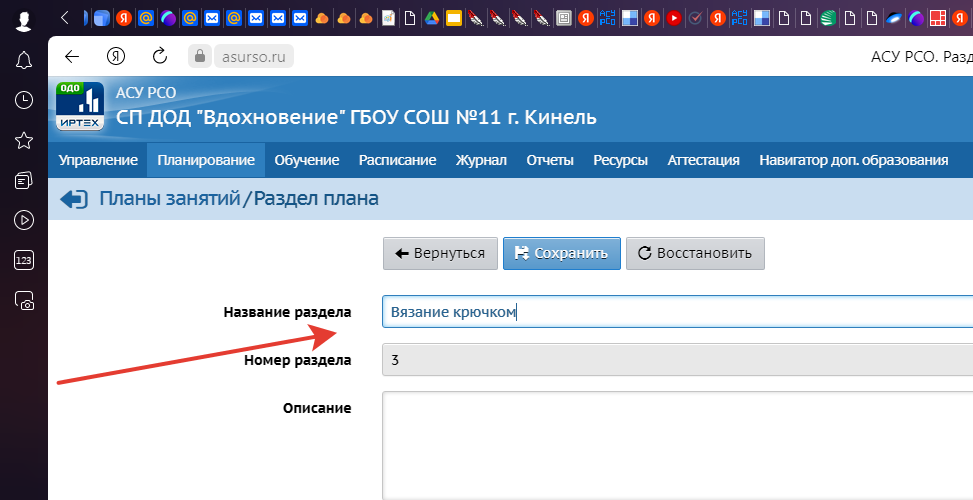 asurso.ru
АСУ РСО. Разд
ОДО
ИРТЕХ
АСУ РСО
СП ДОД "Вдохновение" ГБОУ СОШ №11 г. Кинель
Управление Планирование Обучение Расписание Журнал Отчеты Ресурсы Аттестация Навигатор доп. образования
Планы занятий/Раздел плана
Вернуться Сохранить Восстановить
Название раздела Вязание крючком
Номер раздела 3
Описание
123